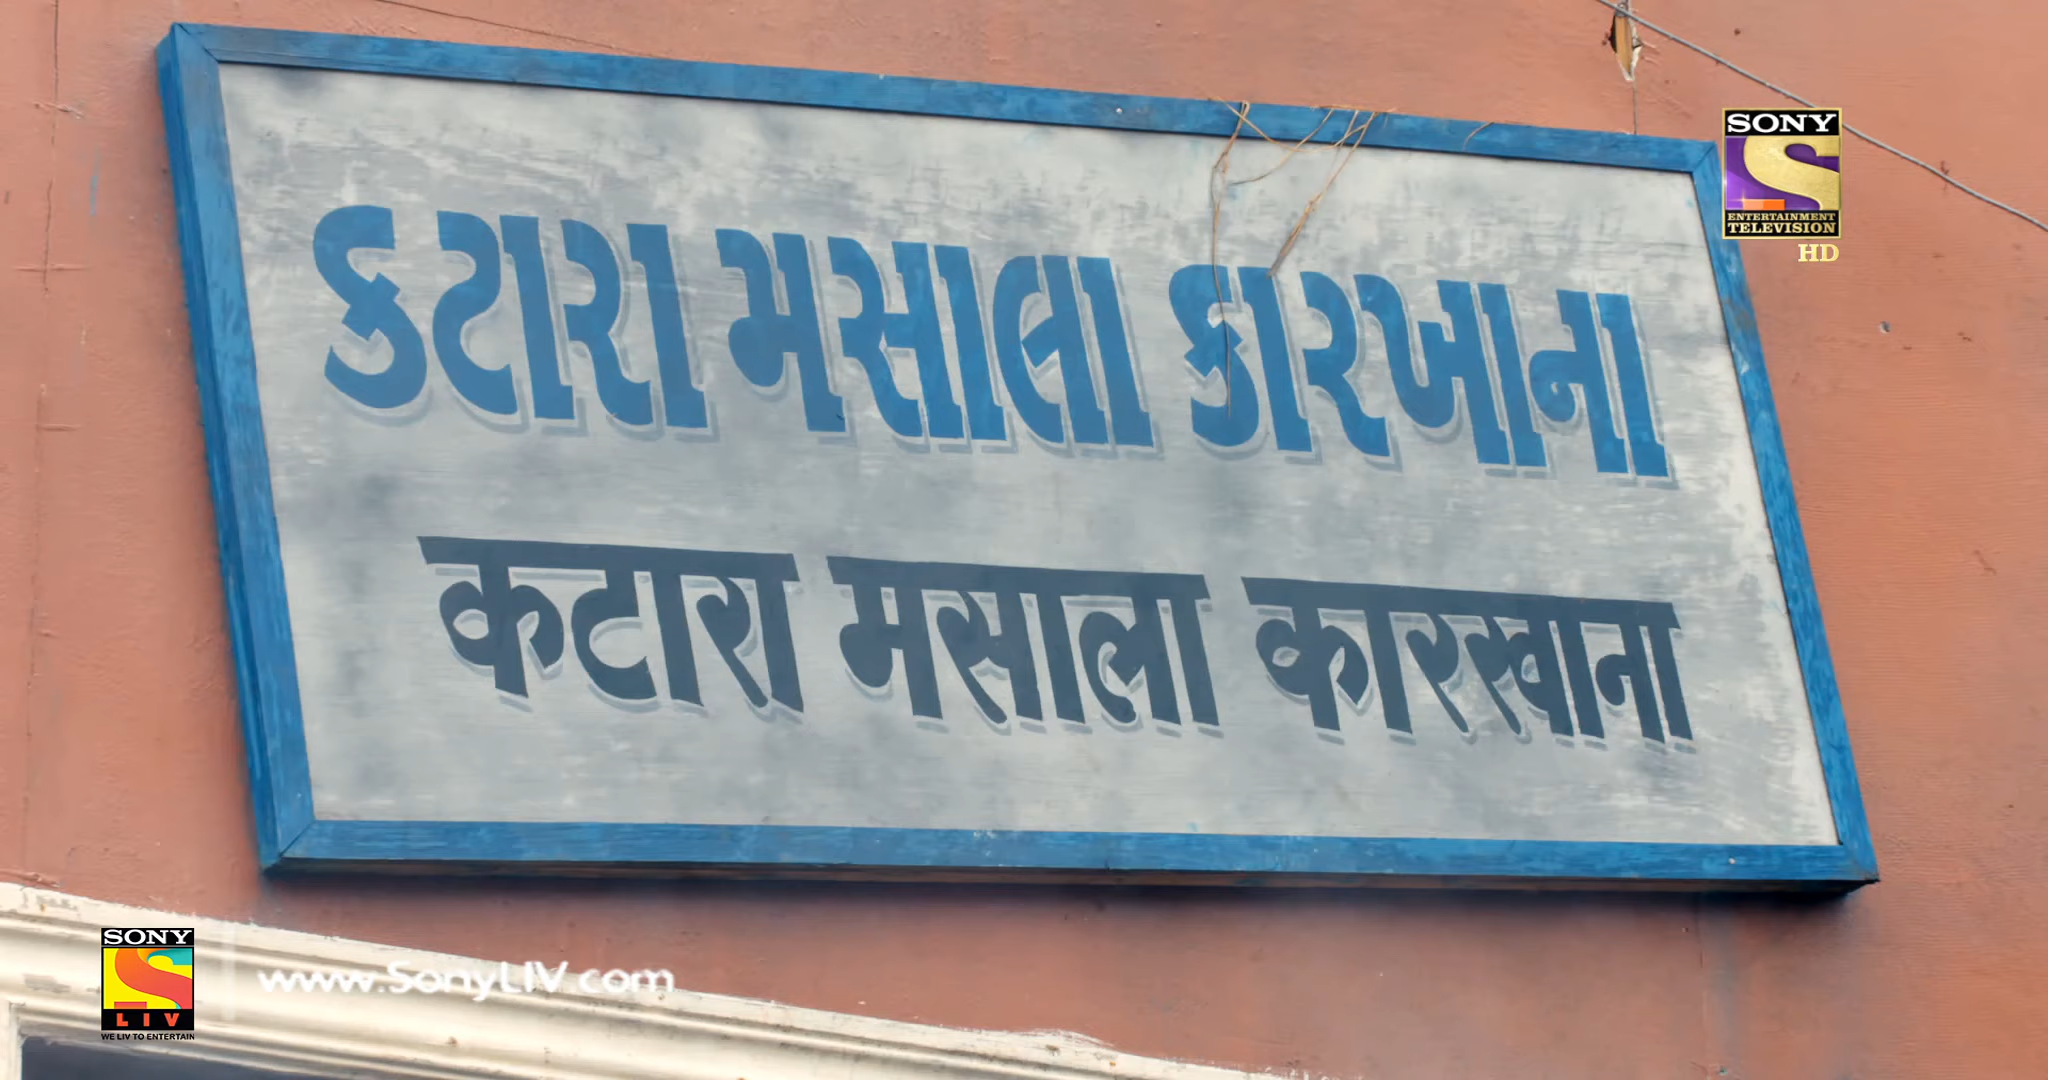 કટારા મસાલા કારખાના
कटारा मसाला कारखाना
SONY
ENTERTAINMENT
TELEVISION
HD
SONY
LIV
WE LIV TO ENTERTAIN
www.SonyLIV.com